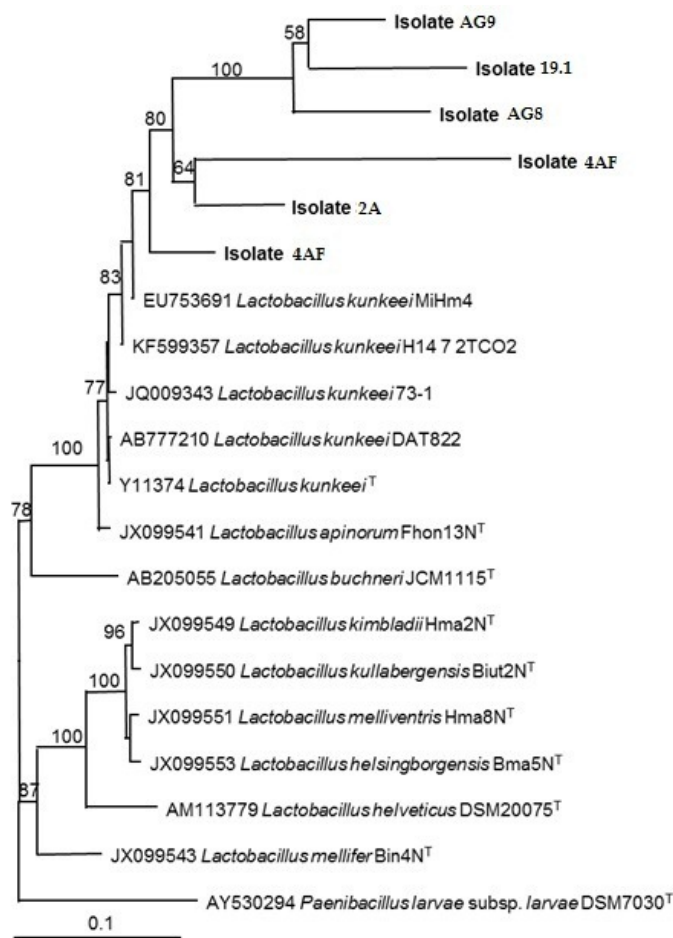 58
Isolate AG9
Isolate 19.1
100
Isolate AG8
80
Isolate 4AF
64
81
Isolate 2A
Isolate 4AF
83
EU753691 Lactobacillus kunkeei MiHm4
KF599357 Lactobacillus kunkeei H14 7 2TCO2
77
JQ009343 Lactobacillus kunkeei 73-1
AB777210 Lactobacillus kunkeei DAT822
100
Y11374 Lactobacillus kunkeei T
78
JX099541 Lactobacillus apinorum Fhon13N T
AB205055 Lactobacillus buchneri JCM1115 T
96
JX099549 Lactobacillus kimbladii Hma2N T
JX099550 Lactobacillus kullabergensis Biut2N T
100
JX099551 Lactobacillus melliventris Hma8N T
100
JX099553 Lactobacillus helsingborgensis Bma5N T
87
AM113779 Lactobacillus helveticus DSM20075 T
JX099543 Lactobacillus mellifer Bin4N T
AY530294 Paenibacillus larvae subsp. larvae DSM7030 T
0.1